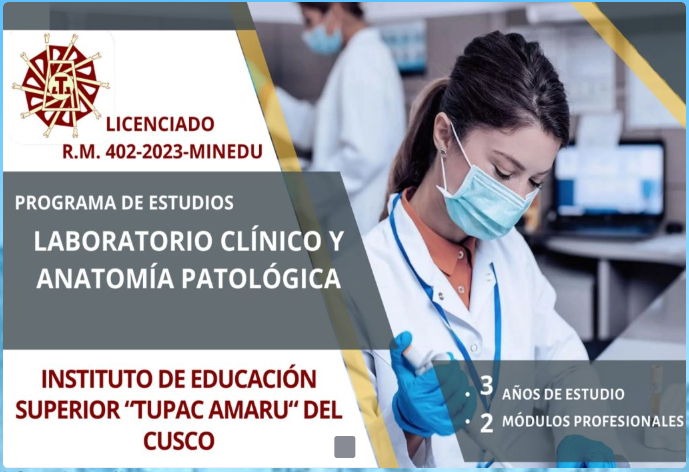 LICENCIADO
R.M. 402-2023-MINEDU
PROGRAMA DE ESTUDIOS
LABORATORIO CLÍNICO Y
ANATOMÍA PATOLÓGICA
INSTITUTO DE EDUCACIÓN
SUPERIOR “TUPAC AMARU“ DEL
CUSCO
• 3 AÑOS DE ESTUDIO
• 2 MÓDULOS PROFESIONALES